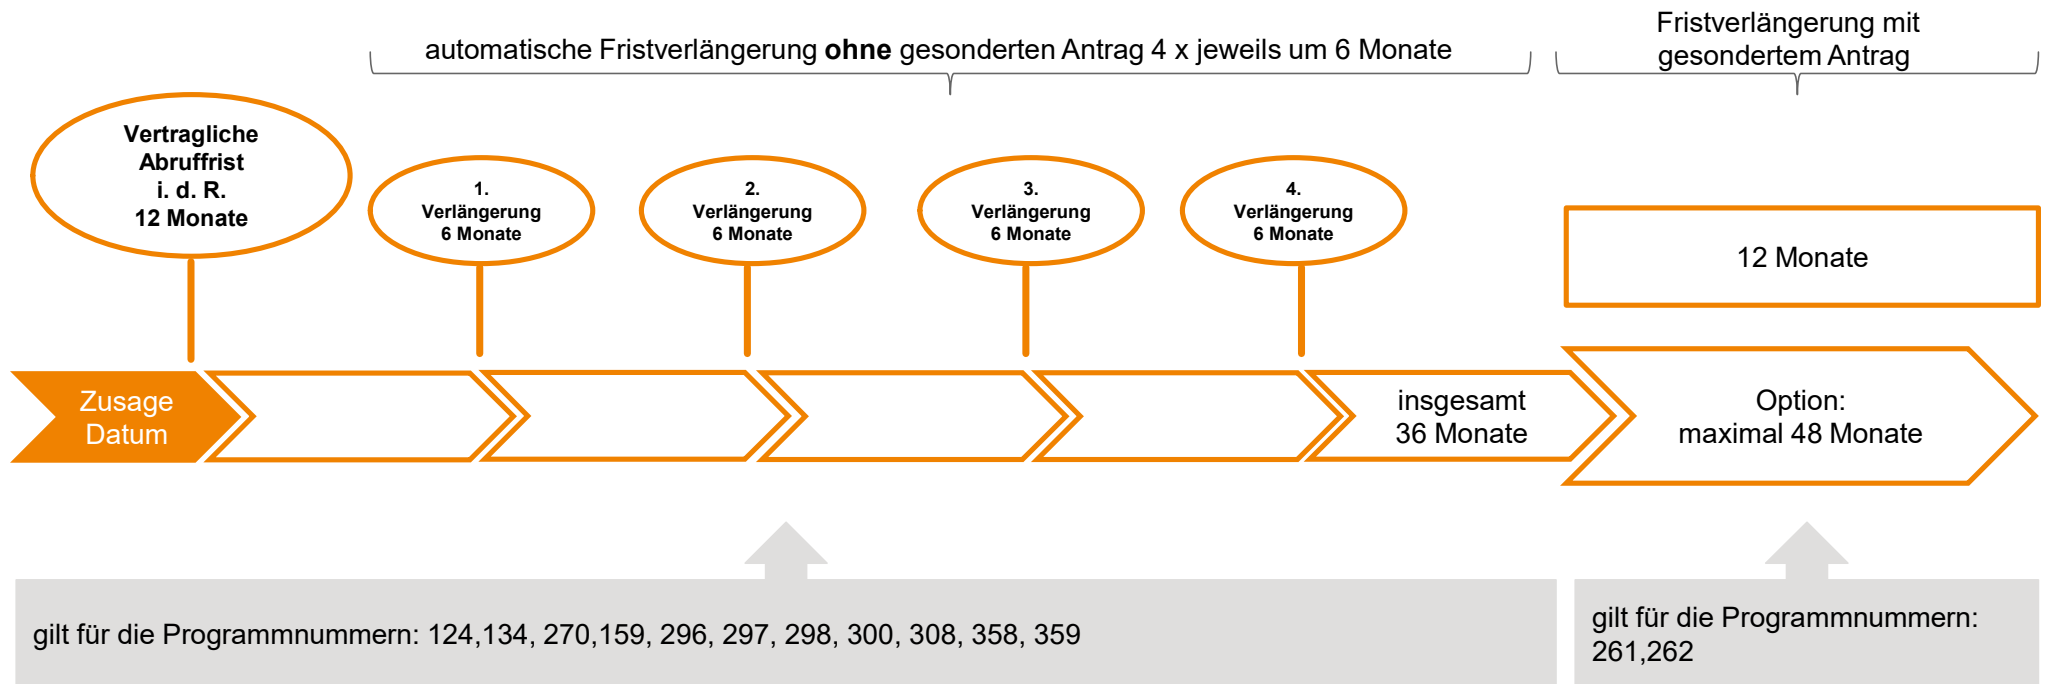 automatische Fristverlängerung ohne gesonderten Antrag 4 x jeweils um 6 Monate
Fristverlängerung mit
gesondertem Antrag
Vertragliche
Abruffrist
i. d. R.
12 Monate
1.
Verlängerung
6 Monate
2.
Verlängerung
6 Monate
3.
Verlängerung
6 Monate
4.
Verlängerung
6 Monate
12 Monate
Zusage
Datum
insgesamt
36 Monate
Option:
maximal 48 Monate
gilt für die Programmnummern: 124,134, 270,159, 296, 297, 298, 300, 308, 358, 359
gilt für die Programmnummern:
261,262